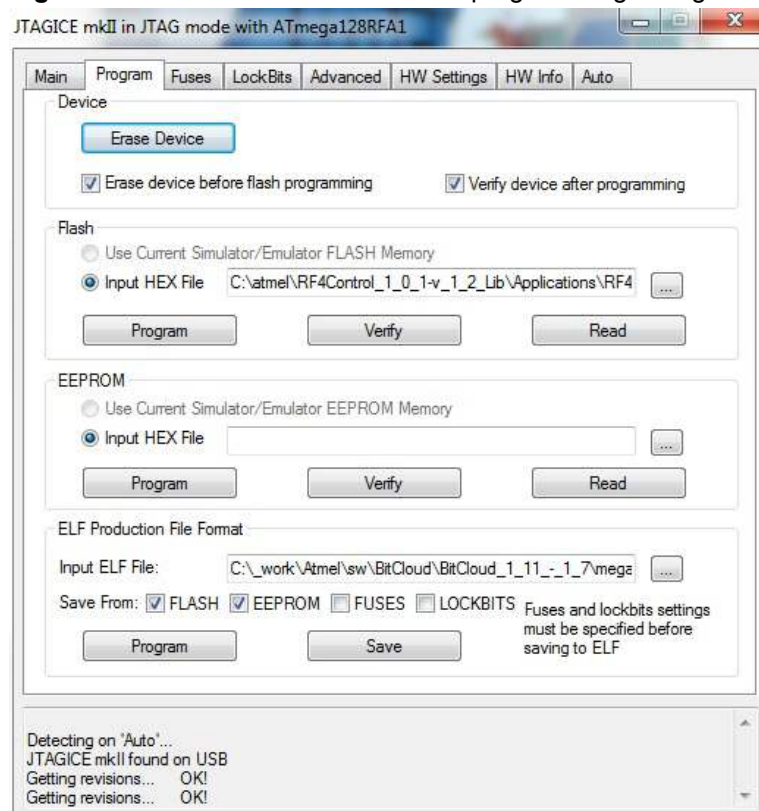 JTAGICE mkII in JTAG mode with ATmega128RFA1
Main Program Fuses LockBits Advanced HW Settings HW Info Auto
Device
Erase Device
Erase device before flash programming Verify device after programming
Flash
Use Current Simulator/Emulator FLASH Memory
Input HEX File C:\atmel\RF4Control_1_0_1-v_1_2_Lib\Applications\RF4 ...
Program Verify Read
EEPROM
Use Current Simulator/Emulator EEPROM Memory
Input HEX File ...
Program Verify Read
ELF Production File Format
Input ELF File: C:\_work\Atmel\sw\BitCloud\BitCloud_1_11_-_1_7\mega ...
Save From: FLASH EEPROM FUSES LOCKBITS Fuses and lockbits settings
must be specified before
Program Save saving to ELF
Detecting on 'Auto'...
JTAGICE mkII found on USB
Getting revisions... OK!
Getting revisions... OK!